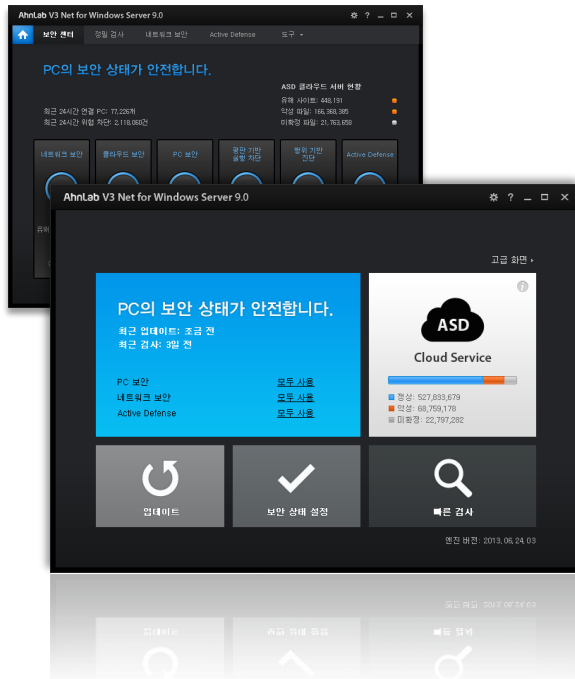 AhnLab V3 Net for Windows Server 9.0
보안 센터 정밀 검사 네트워크 보안 Active Defense 도구
PC의 보안 상태가 안전합니다.
ASD 클라우드 서버 현황
유해 사이트: 448,191
최근 24시간 연결 PC: 77,226개 악성 파일: 166,368,385
최근 24시간 위협 차단: 2,118,060건 미확정 파일: 21,763,658
네트워크 보안 클라우드 보안 PC 보안 평판 기반 실행 차단 행위 기반 진단 Active Defense
유해
AhnLab V3 Net for Windows Server 9.0
고급 화면
PC의 보안 상태가 안전합니다.
최근 업데이트: 조금 전
최근 검사: 3일 전
PC 보안 모두 사용
네트워크 보안 모두 사용
Active Defense 모두 사용
ASD
Cloud Service
정상: 527,833,679
악성: 68,759,178
미확정: 22,797,282
업데이트 보안 상태 설정 빠른 검사
엔진 버전: 2013.06.24.03